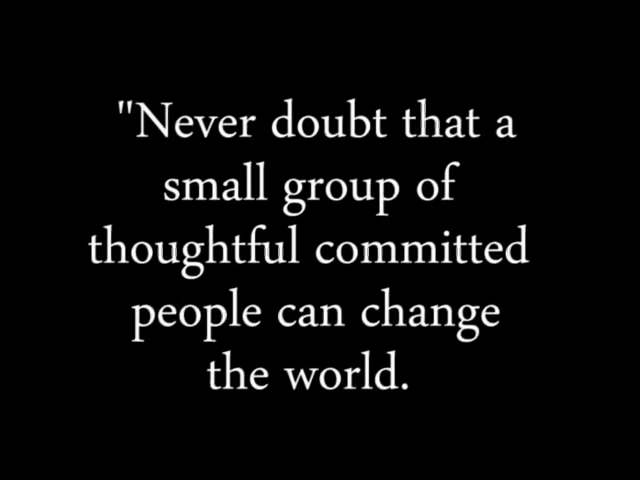 "Never doubt that a
small group of
thoughtful committed
people can change
the world.